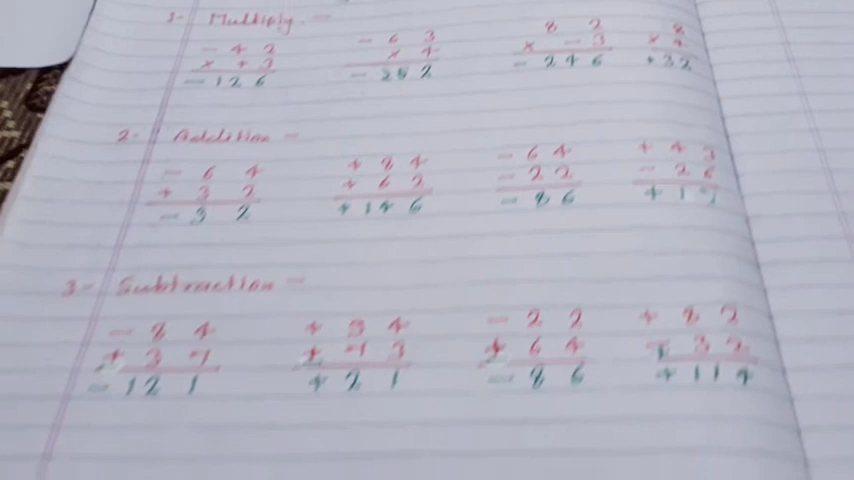 1- Multiply -
- 4 2 - 6 3 8 2 8
x + 3 x 4 x - 3 x 4
- 1 2 6 - 2 5 2 - 2 4 6 + 3 2
2- Addition -
- 6 4 + 8 4 - 6 4 + 4 3
+ 3 2 + 6 2 - 2 2 - 2 6
- 3 2 + 1 4 6 - 8 6 + 1 7
3- Subtraction -
- 8 4 + 3 4 - 2 2 + 8 2
+ 3 7 + 1 3 + 6 4 - 3 2
- 1 2 1 + 2 1 - 8 6 + 1 1 4